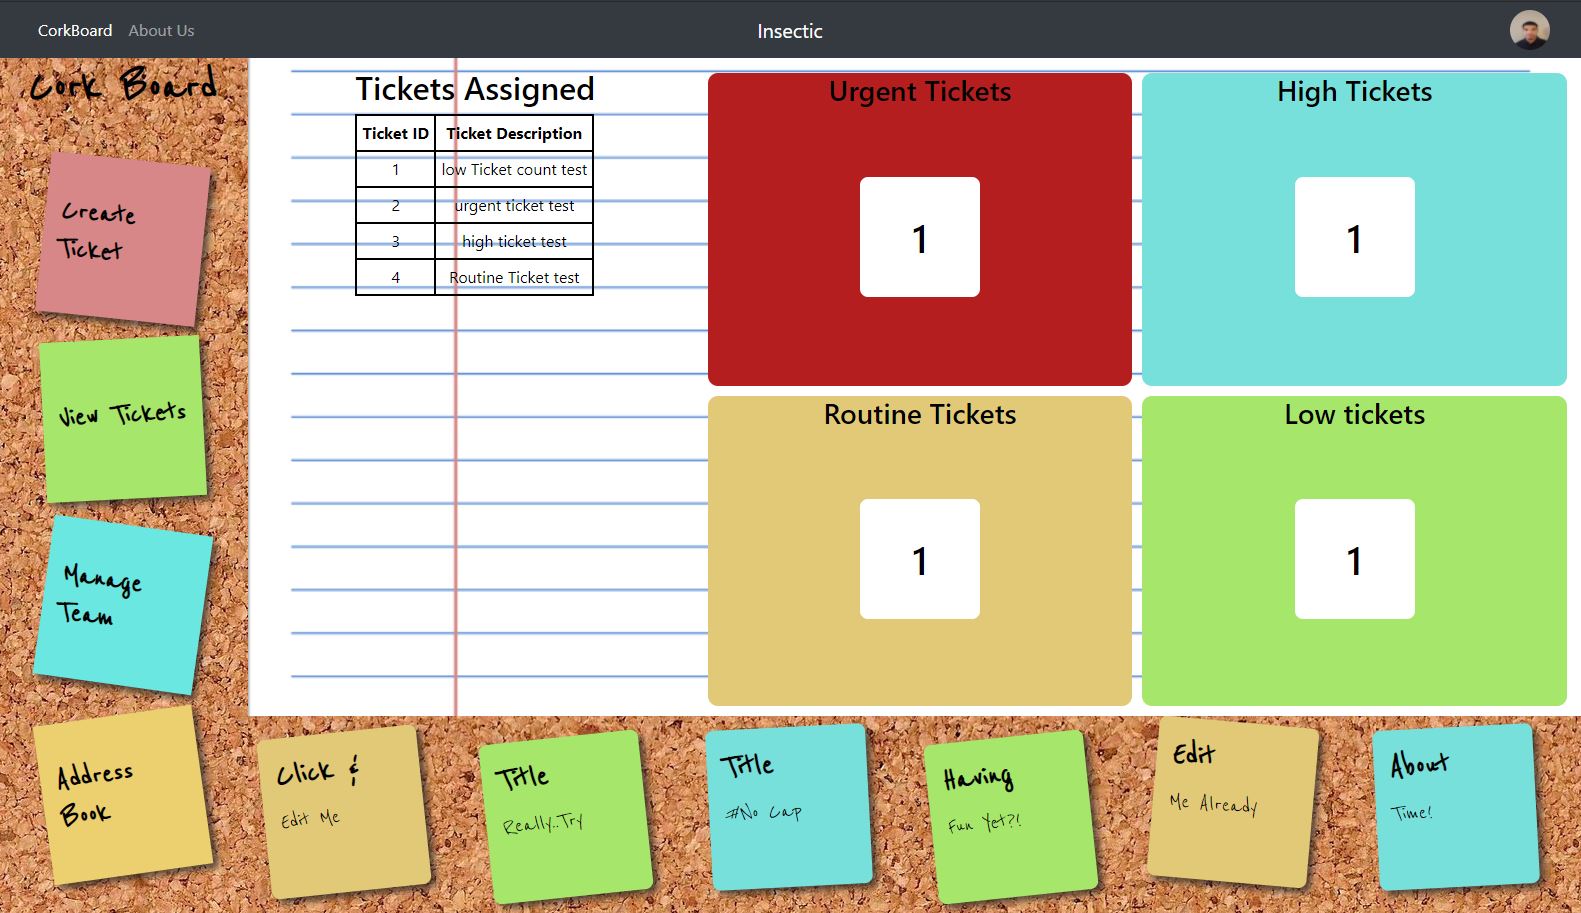 CorkBoard About Us Insectic
Cork Board
Create
Ticket
View Tickets
Manage
Team
Address
Book
Tickets Assigned
Ticket ID Ticket Description
1 low Ticket count test
2 urgent ticket test
3 high ticket test
4 Routine Ticket test
Urgent Tickets
1
High Tickets
1
Routine Tickets
1
Low tickets
1
Click &
Edit Me
Title
Really..Try
Title
#No Cap
Having
Fun Yet?!
Edit
Me Already
About
Time!